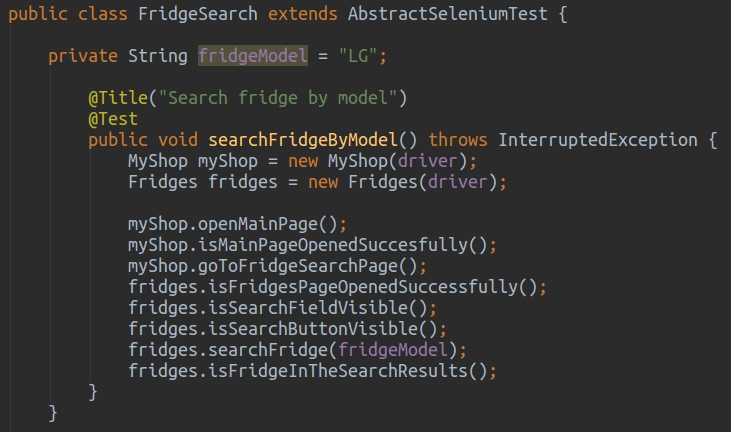 public class FridgeSearch extends AbstractSeleniumTest {
private String fridgeModel = "LG";
@Title("Search fridge by model")
@Test
public void searchFridgeByModel() throws InterruptedException {
MyShop myShop = new MyShop(driver);
Fridges fridges = new Fridges(driver);
myShop.openMainPage();
myShop.isMainPageOpenedSuccesfully();
myShop.goToFridgeSearchPage();
fridges.isFridgesPageOpenedSuccessfully();
fridges.isSearchFieldVisible();
fridges.isSearchButtonVisible();
fridges.searchFridge(fridgeModel);
fridges.isFridgeInTheSearchResults();
}
}